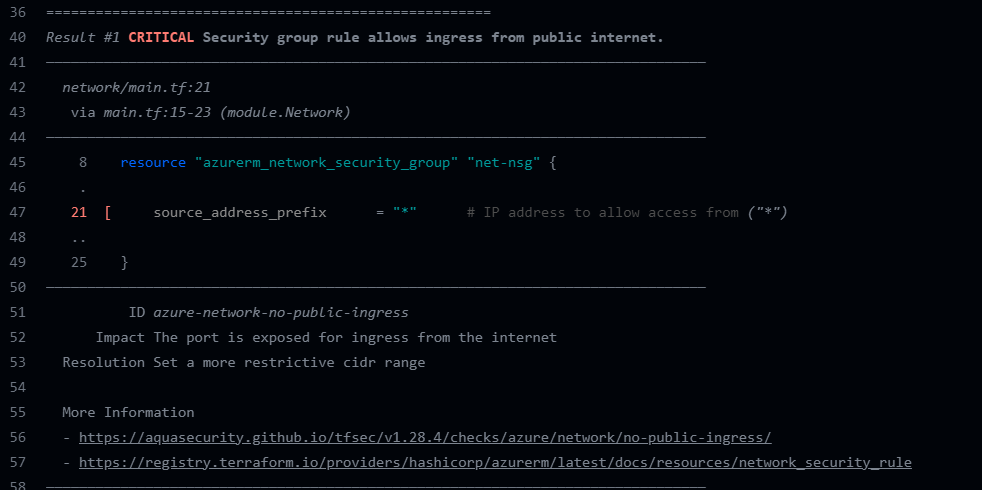 36 ======================================================
40 Result #1 CRITICAL Security group rule allows ingress from public internet.
41 ────────────────────────────────────────────────────────────────────────────────
42 network/main.tf:21
43 via main.tf:15-23 (module.Network)
44 ────────────────────────────────────────────────────────────────────────────────
45 8 resource "azurerm_network_security_group" "net-nsg" {
46 .
47 21 [ source_address_prefix = "*" # IP address to allow access from ("*")
48 ..
49 25 }
50 ────────────────────────────────────────────────────────────────────────────────
51 ID azure-network-no-public-ingress
52 Impact The port is exposed for ingress from the internet
53 Resolution Set a more restrictive cidr range
54
55 More Information
56 - https://aquasecurity.github.io/tfsec/v1.28.4/checks/azure/network/no-public-ingress/
57 - https://registry.terraform.io/providers/hashicorp/azurerm/latest/docs/resources/network_security_rule
58 ────────────────────────────────────────────────────────────────────────────────